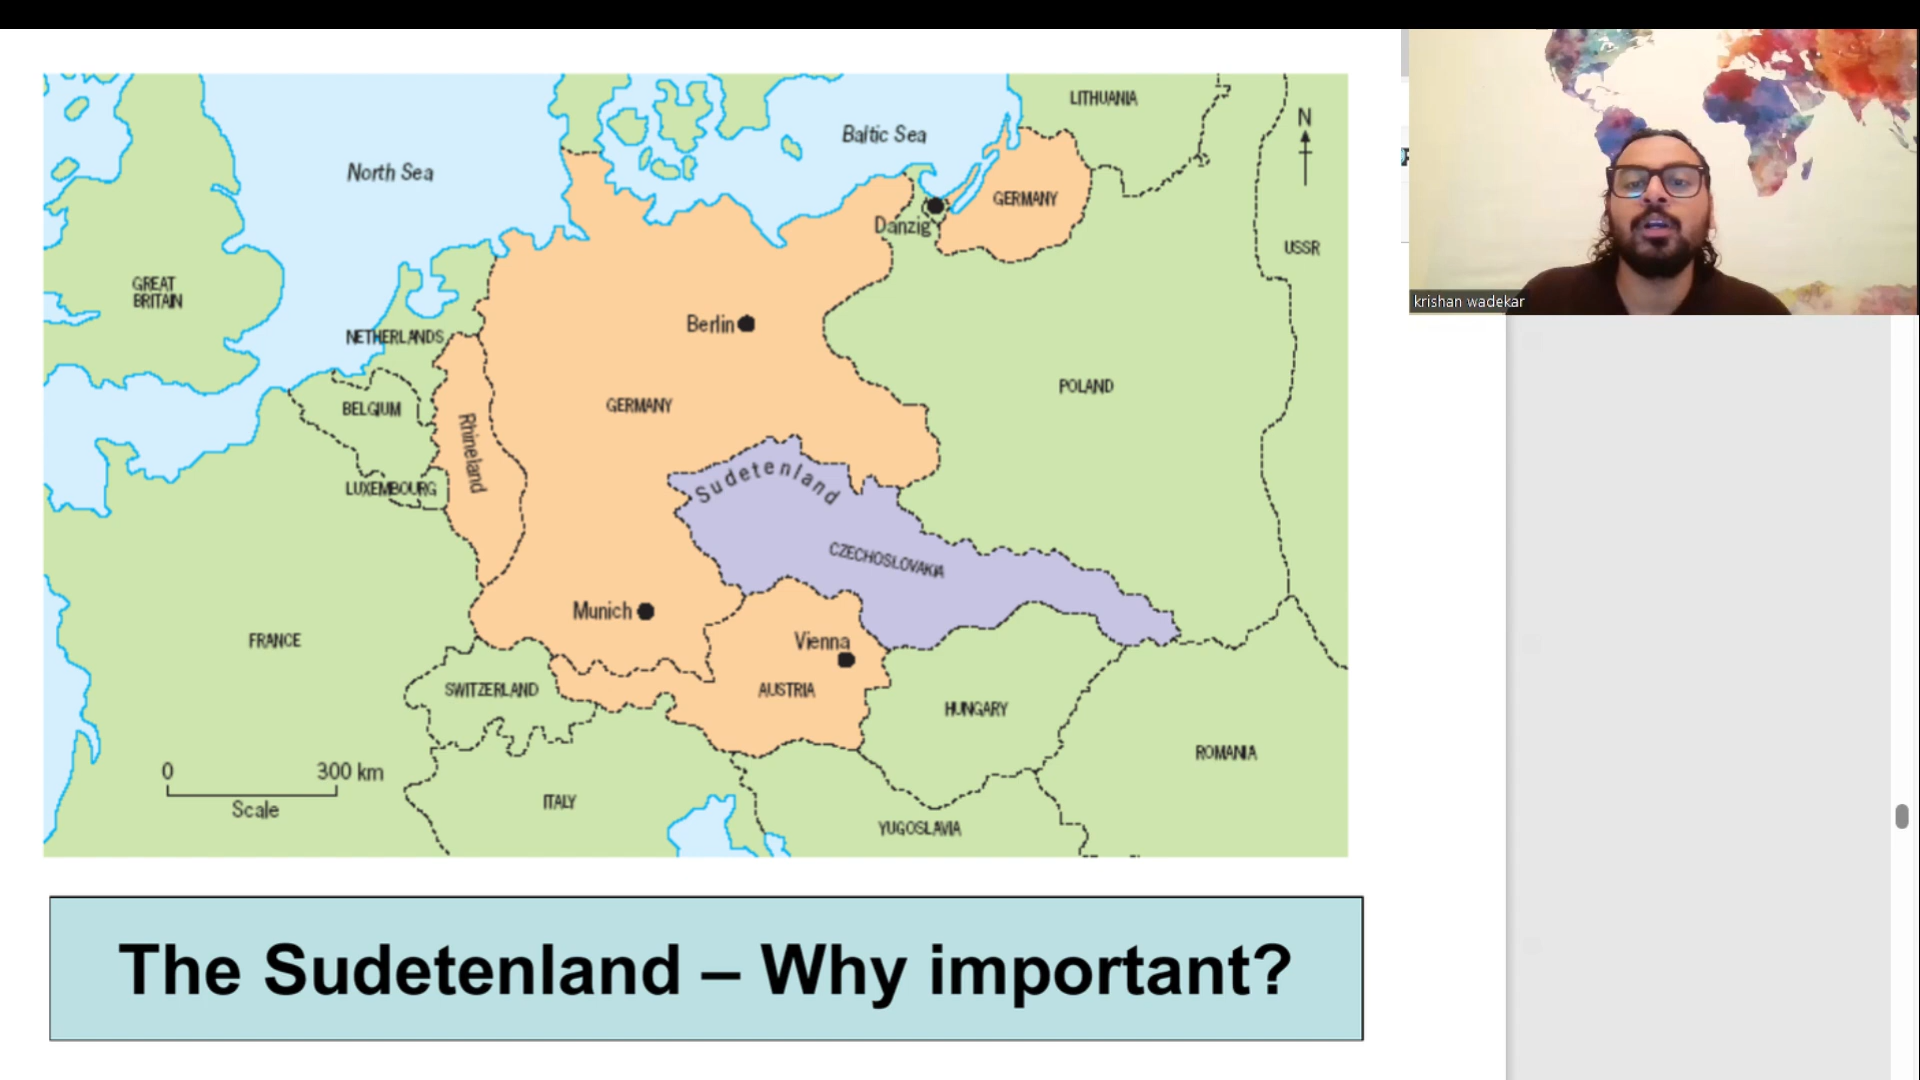 LITHUANIA
N
Baltic Sea
North Sea
GERMANY
Danzig
USSR
GREAT
BRITAIN
Berlin
NETHERLANDS
POLAND
BELGIUM
GERMANY
Rhineland
Sudetenland
LUXEMBOURG
CZECHOSLOVAKIA
Munich
FRANCE
Vienna
SWITZERLAND
AUSTRIA
HUNGARY
ROMANIA
0 300 km
Scale
ITALY
YUGOSLAVIA
The Sudetenland – Why important?
krishan wadekar